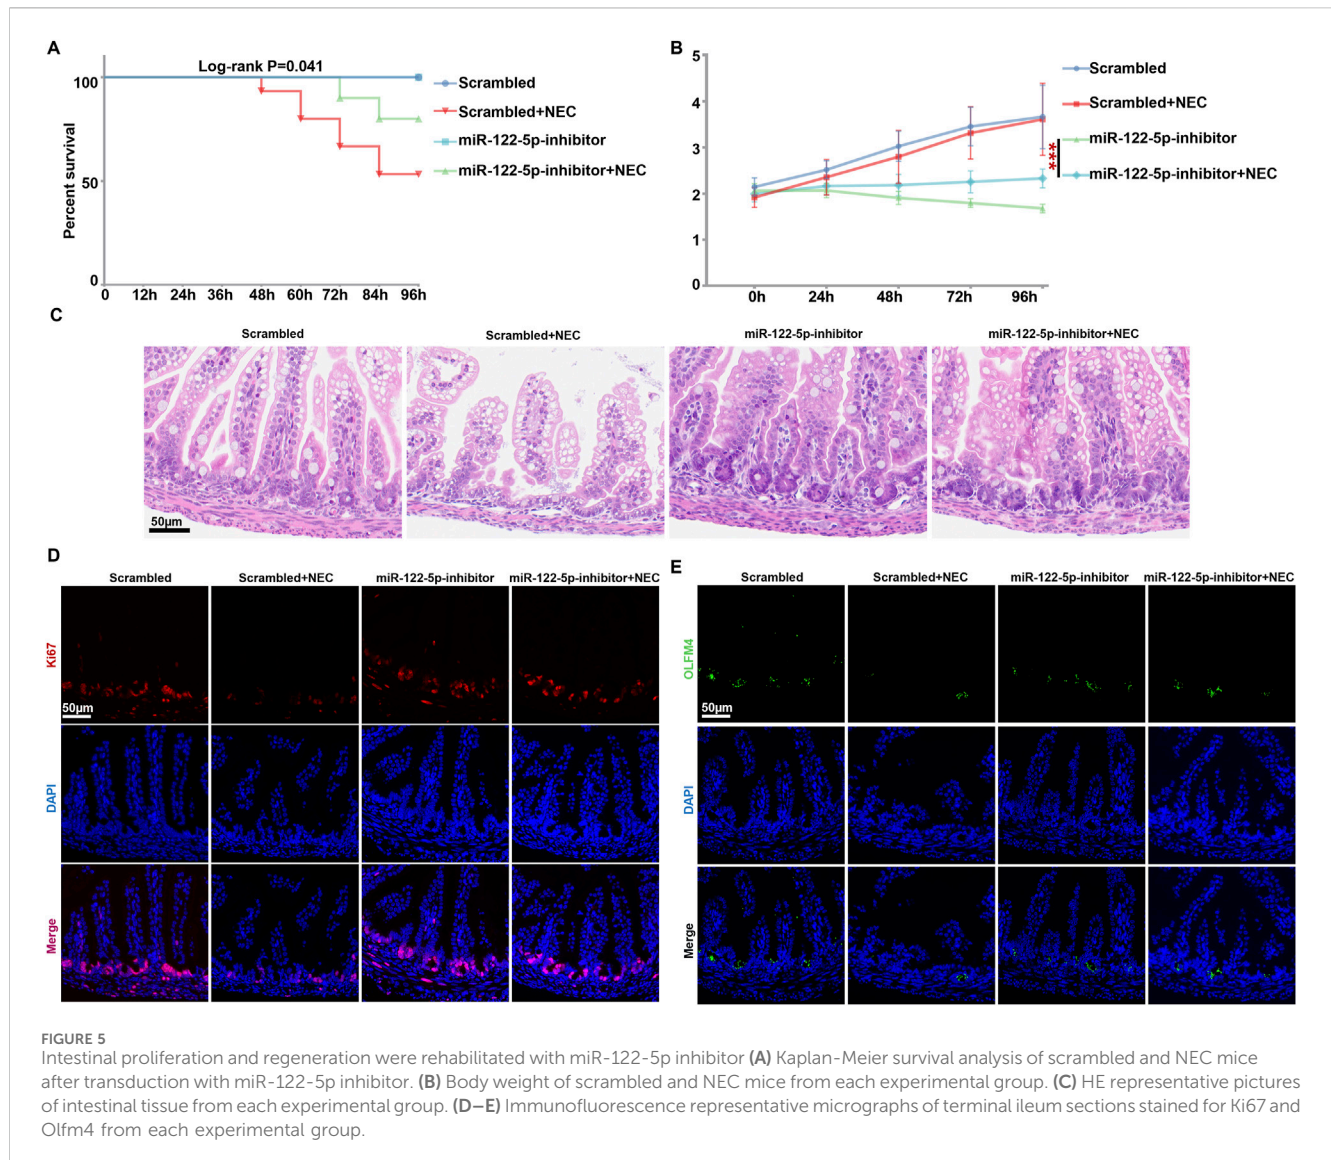 A
Log-rank P=0.041
Percent survival
100
50
0
0 12h 24h 36h 48h 60h 72h 84h 96h
Scrambled
Scrambled+NEC
miR-122-5p-inhibitor
miR-122-5p-inhibitor+NEC
B
5
4
3
2
1
0
0h 24h 48h 72h 96h
Scrambled
Scrambled+NEC
miR-122-5p-inhibitor
miR-122-5p-inhibitor+NEC
***
C
Scrambled Scrambled+NEC miR-122-5p-inhibitor miR-122-5p-inhibitor+NEC
50μm
D
Scrambled Scrambled+NEC miR-122-5p-inhibitor miR-122-5p-inhibitor+NEC
Ki67
50μm
DAPI
Merge
E
Scrambled Scrambled+NEC miR-122-5p-inhibitor miR-122-5p-inhibitor+NEC
OLFM4
50μm
DAPI
Merge
FIGURE 5
Intestinal proliferation and regeneration were rehabilitated with miR-122-5p inhibitor (A) Kaplan-Meier survival analysis of scrambled and NEC mice
after transduction with miR-122-5p inhibitor. (B) Body weight of scrambled and NEC mice from each experimental group. (C) HE representative pictures
of intestinal tissue from each experimental group. (D–E) Immunofluorescence representative micrographs of terminal ileum sections stained for Ki67 and
Olfm4 from each experimental group.